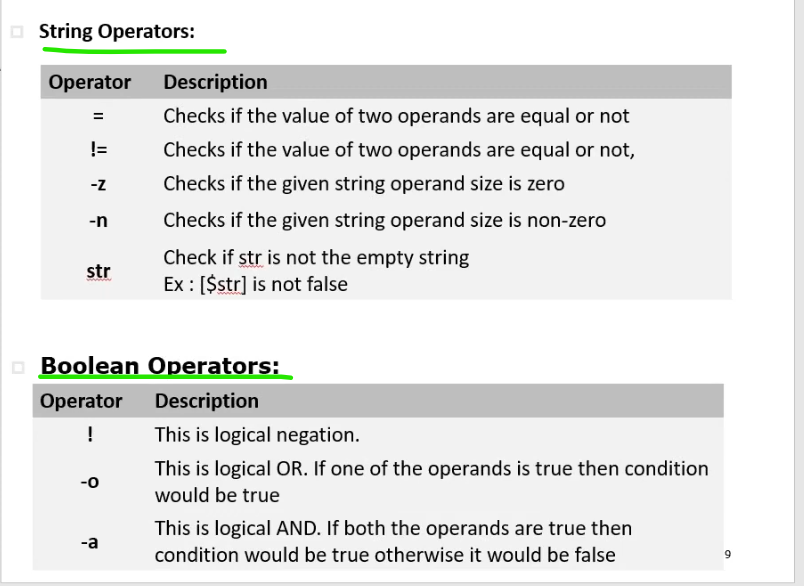 String Operators:
Operator Description
= Checks if the value of two operands are equal or not
!= Checks if the value of two operands are equal or not,
-z Checks if the given string operand size is zero
-n Checks if the given string operand size is non-zero
str Check if str is not the empty string
Ex : [$str] is not false
Boolean Operators:
Operator Description
! This is logical negation.
-o This is logical OR. If one of the operands is true then condition
would be true
-a This is logical AND. If both the operands are true then
condition would be true otherwise it would be false
9